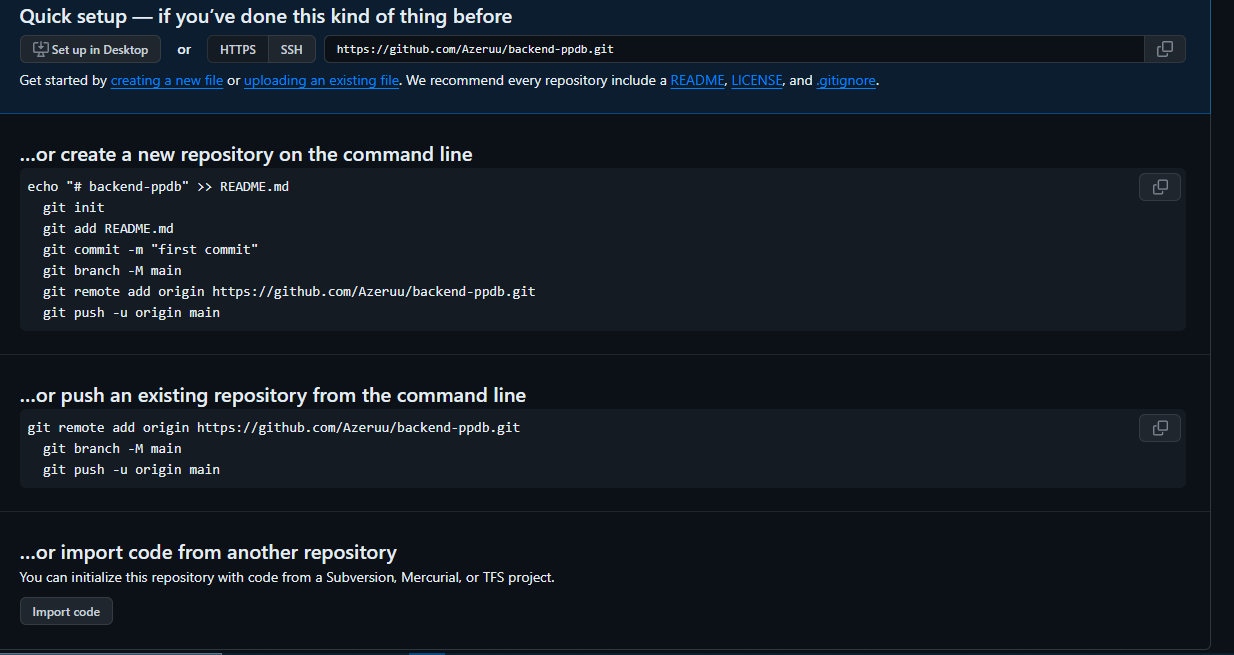 Quick setup — if you've done this kind of thing before
Set up in Desktop or HTTPS SSH https://github.com/Azeruu/backend-ppdb.git
Get started by creating a new file or uploading an existing file. We recommend every repository include a README, LICENSE, and .gitignore.
...or create a new repository on the command line
echo "# backend-ppdb" >> README.md
git init
git add README.md
git commit -m "first commit"
git branch -M main
git remote add origin https://github.com/Azeruu/backend-ppdb.git
git push -u origin main
...or push an existing repository from the command line
git remote add origin https://github.com/Azeruu/backend-ppdb.git
git branch -M main
git push -u origin main
...or import code from another repository
You can initialize this repository with code from a Subversion, Mercurial, or TFS project.
Import code